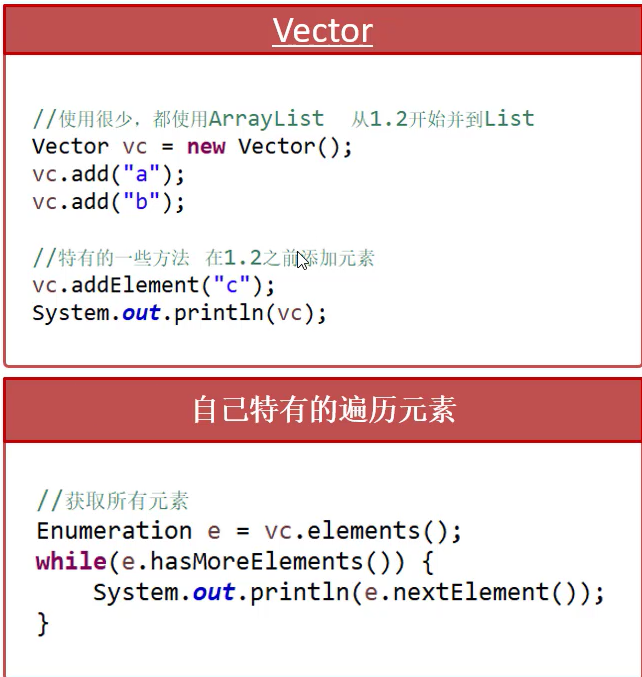 Vector
//使用很少，都使用ArrayList  从1.2开始并到List
Vector vc = new Vector();
vc.add("a");
vc.add("b");
//特有的一些方法 在1.2之前添加元素
vc.addElement("c");
System.out.println(vc);
自己特有的遍历元素
//获取所有元素
Enumeration e = vc.elements();
while(e.hasMoreElements()) {
    System.out.println(e.nextElement());
}